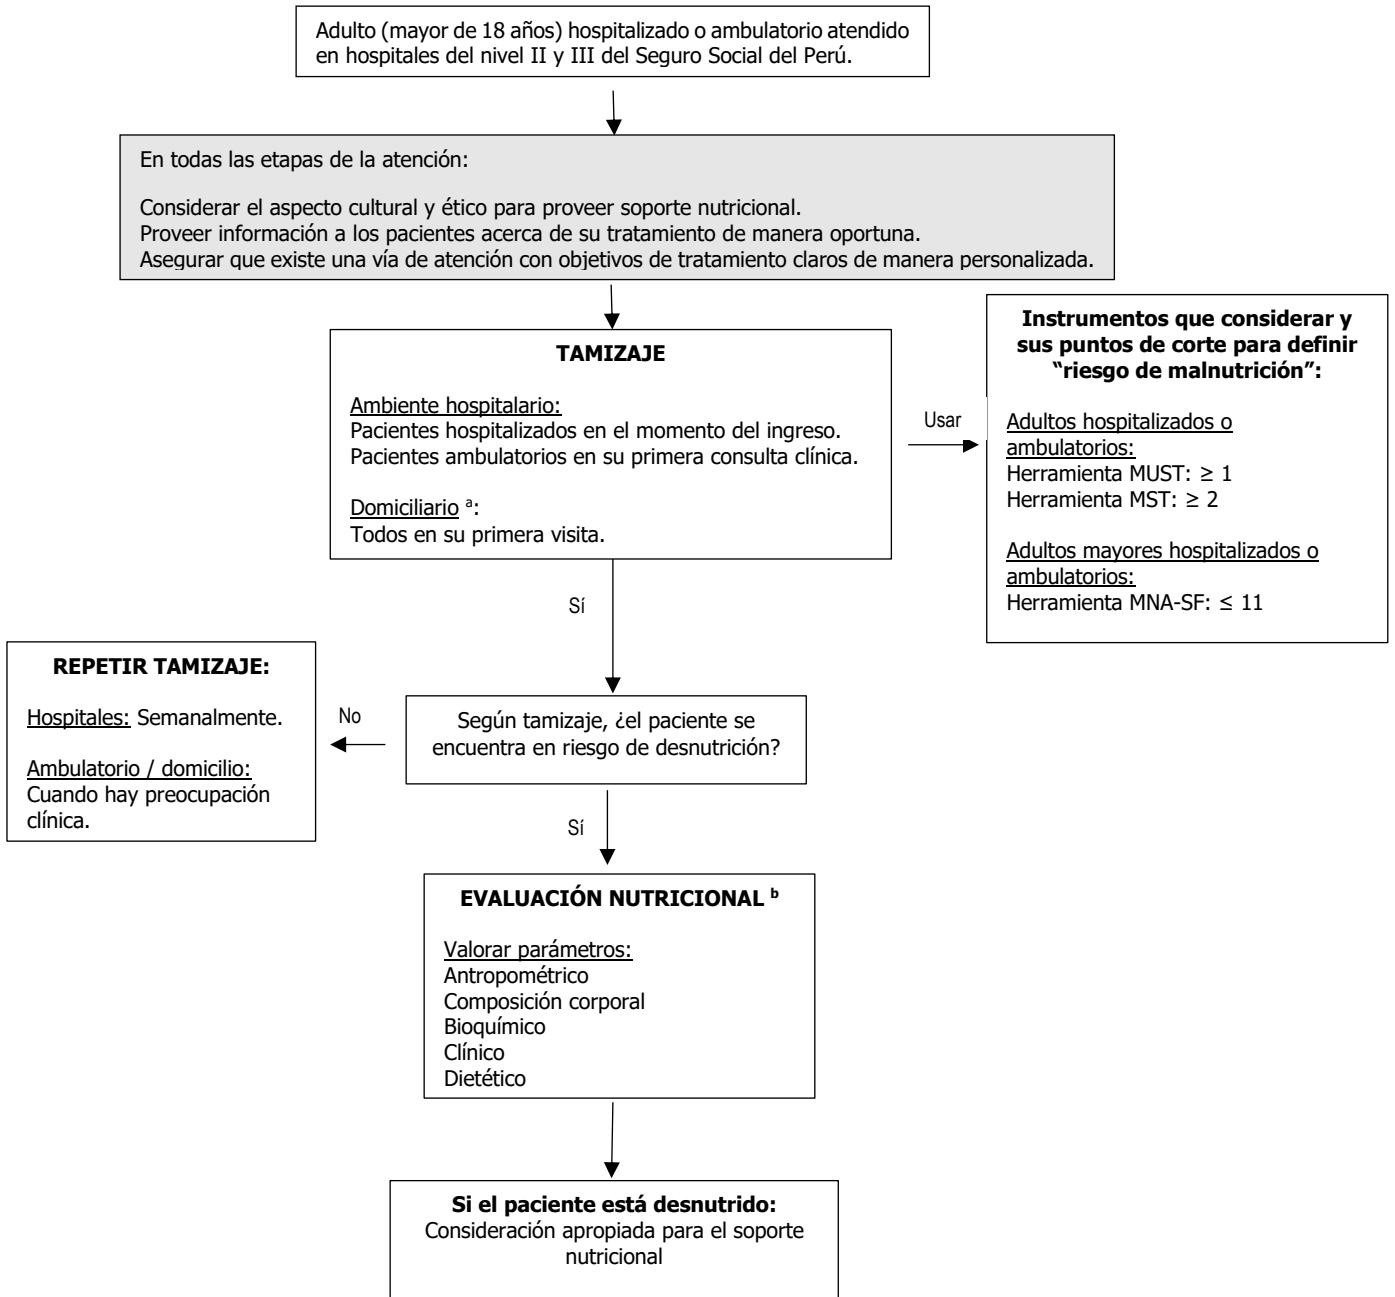 Adulto (mayor de 18 años) hospitalizado o ambulatorio atendido
en hospitales del nivel II y III del Seguro Social del Perú.
En todas las etapas de la atención:
Considerar el aspecto cultural y ético para proveer soporte nutricional.
Proveer información a los pacientes acerca de su tratamiento de manera oportuna.
Asegurar que existe una vía de atención con objetivos de tratamiento claros de manera personalizada.
TAMIZAJE
Ambiente hospitalario:
Pacientes hospitalizados en el momento del ingreso.
Pacientes ambulatorios en su primera consulta clínica.
Domiciliario a:
Todos en su primera visita.
Usar
Instrumentos que considerar y
sus puntos de corte para definir
“riesgo de malnutrición”:
Adultos hospitalizados o
ambulatorios:
Herramienta MUST: ≥ 1
Herramienta MST: ≥ 2
Adultos mayores hospitalizados o
ambulatorios:
Herramienta MNA-SF: ≤ 11
Sí
Según tamizaje, ¿el paciente se
encuentra en riesgo de desnutrición?
No
REPETIR TAMIZAJE:
Hospitales: Semanalmente.
Ambulatorio / domicilio:
Cuando hay preocupación
clínica.
Sí
EVALUACIÓN NUTRICIONAL b
Valorar parámetros:
Antropométrico
Composición corporal
Bioquímico
Clínico
Dietético
Si el paciente está desnutrido:
Consideración apropiada para el soporte
nutricional